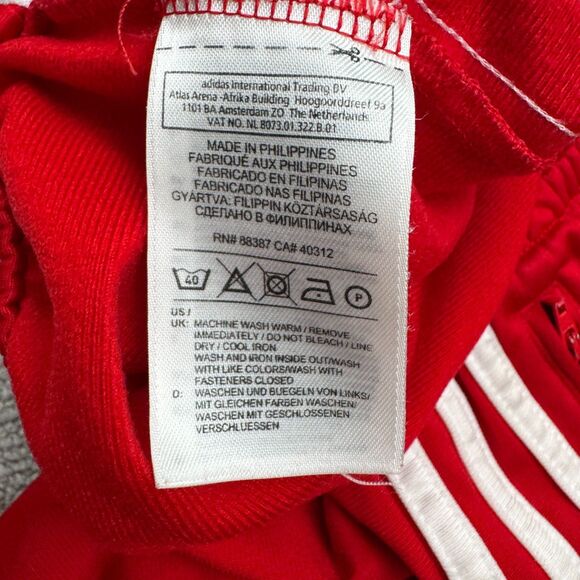 adidas International Trading BV
Atlas Arena -Afrika Building Hoogoorddreef 9a
1101 BA Amsterdam ZO The Netherlands
VAT NO. NL 8073.01.322.B.01
MADE IN PHILIPPINES
FABRIQUÉ AUX PHILIPPINES
FABRICADO EN FILIPINAS
FABRICADO NAS FILIPINAS
GYÁRTVA: FILIPPIN KÖZTÁRSASÁG
СДЕЛАНО В ФИЛИППИНАХ
RN# 88387 CA# 40312
40 P
US /
UK: MACHINE WASH WARM / REMOVE
IMMEDIATELY / DO NOT BLEACH / LINE
DRY / COOL IRON
WASH AND IRON INSIDE OUT/WASH
WITH LIKE COLORS/WASH WITH
FASTENERS CLOSED
D: WASCHEN UND BUEGELN VON LINKS/
MIT GLEICHEN FARBEN WASCHEN/
WASCHEN MIT GESCHLOSSENEN
VERSCHLUESSEN